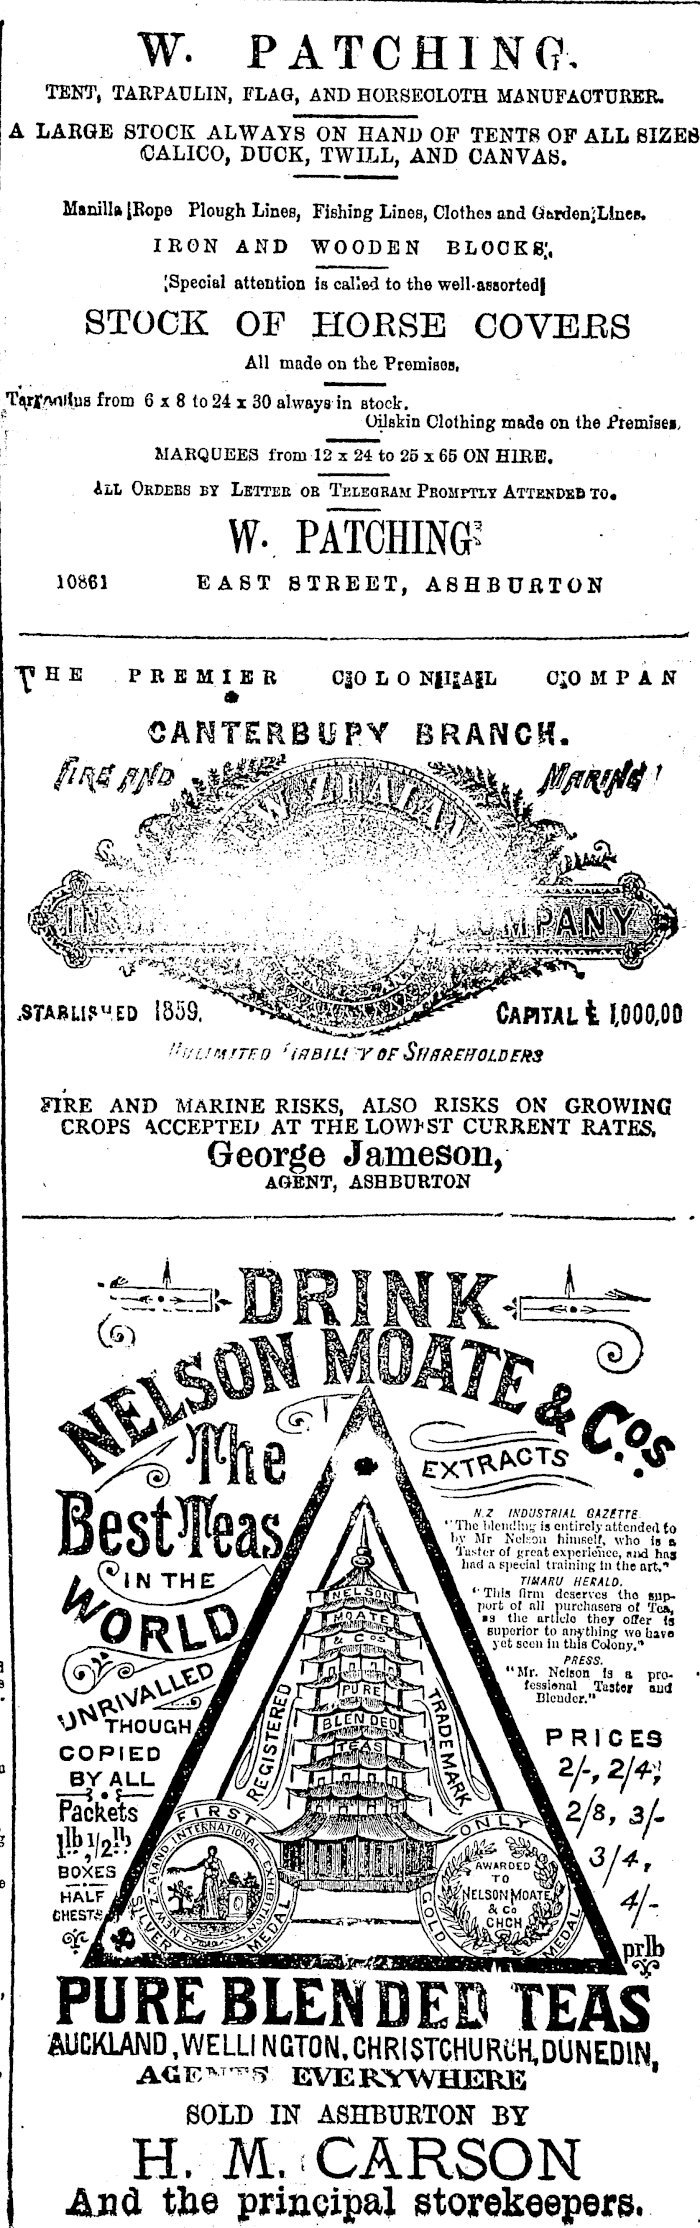 W. PATCHING.
TENT, TARPAULIN, FLAG, AND HORSECLOTH MANUFACTURER.
A LARGE STOCK ALWAYS ON HAND OF TENTS OF ALL SIZES
CALICO, DUCK, TWILL, AND CANVAS.
Manilla Rope Plough Lines, Fishing Lines, Clothes and Garden Lines.
IRON AND WOODEN BLOCKS,
Special attention is called to the well-assorted
STOCK OF HORSE COVERS
All made on the Premises.
from 6 x 8 to 24 x 30 always in stock.
Oilskin Clothing made on the Premises.
MARQUEES from 12 x 24 to 25 x 65 ON HIRE.
ALL ORDERS BY LETTER OR TELEGRAM PROMPTLY ATTENDED TO.
W. PATCHING
10861 EAST STREET, ASHBURTON
THE PREMIER COLONIAL COMPAN
CANTERBURY BRANCH.
FIRE AND MARINE
NEW ZEALAN
INSU COMPANY
STABLISHED 1859. CAPITAL £ 1,000,00
UNLIMITED LIABILITY OF SHAREHOLDERS
FIRE AND MARINE RISKS, ALSO RISKS ON GROWING
CROPS ACCEPTED AT THE LOWEST CURRENT RATES.
George Jameson,
AGENT, ASHBURTON
DRINK
NELSON MOATE & Cos.
The
Best Teas
IN THE
WORLD
UNRIVALLED
THOUGH
COPIED
BY ALL
Packets
1lb, 1/2lb
BOXES
HALF
CHESTS
EXTRACTS
N.Z INDUSTRIAL GAZETTE.
"The blending is entirely attended to
by Mr Nelson himself, who is a
Taster of great experience, and has
had a special training in the art."
TIMARU HERALD.
"This firm deserves the sup-
port of all purchasers of Tea,
as the article they offer is
superior to anything we have
yet seen in this Colony."
PRESS.
"Mr. Nelson is a pro-
fessional Taster and
Blender."
PRICES
2/-, 2/4,
2/8, 3/-
3/4,
4/-
prlb
NELSON
MOATE
& Cos
PURE
BLENDED
TEAS
REGISTERED
TRADEMARK
FIRST
SILVER MEDAL
NEW ZEALAND INTERNATIONAL EXHIBITION
ONLY
GOLD MEDAL
AWARDED
TO
NELSON MOATE
& Co
CHCH
PURE BLENDED TEAS
AUCKLAND, WELLINGTON, CHRISTCHURCH, DUNEDIN,
AGENTS EVERYWHERE
SOLD IN ASHBURTON BY
H. M. CARSON
And the principal storekeepers.